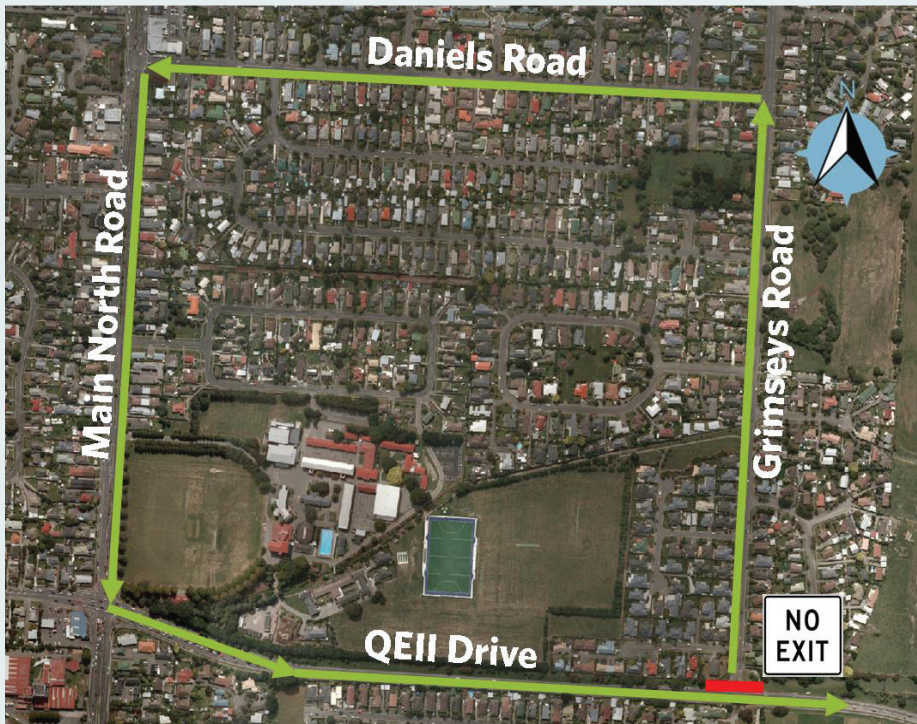 Daniels Road
N
Main North Road
Grimseys Road
QEII Drive
NO
EXIT